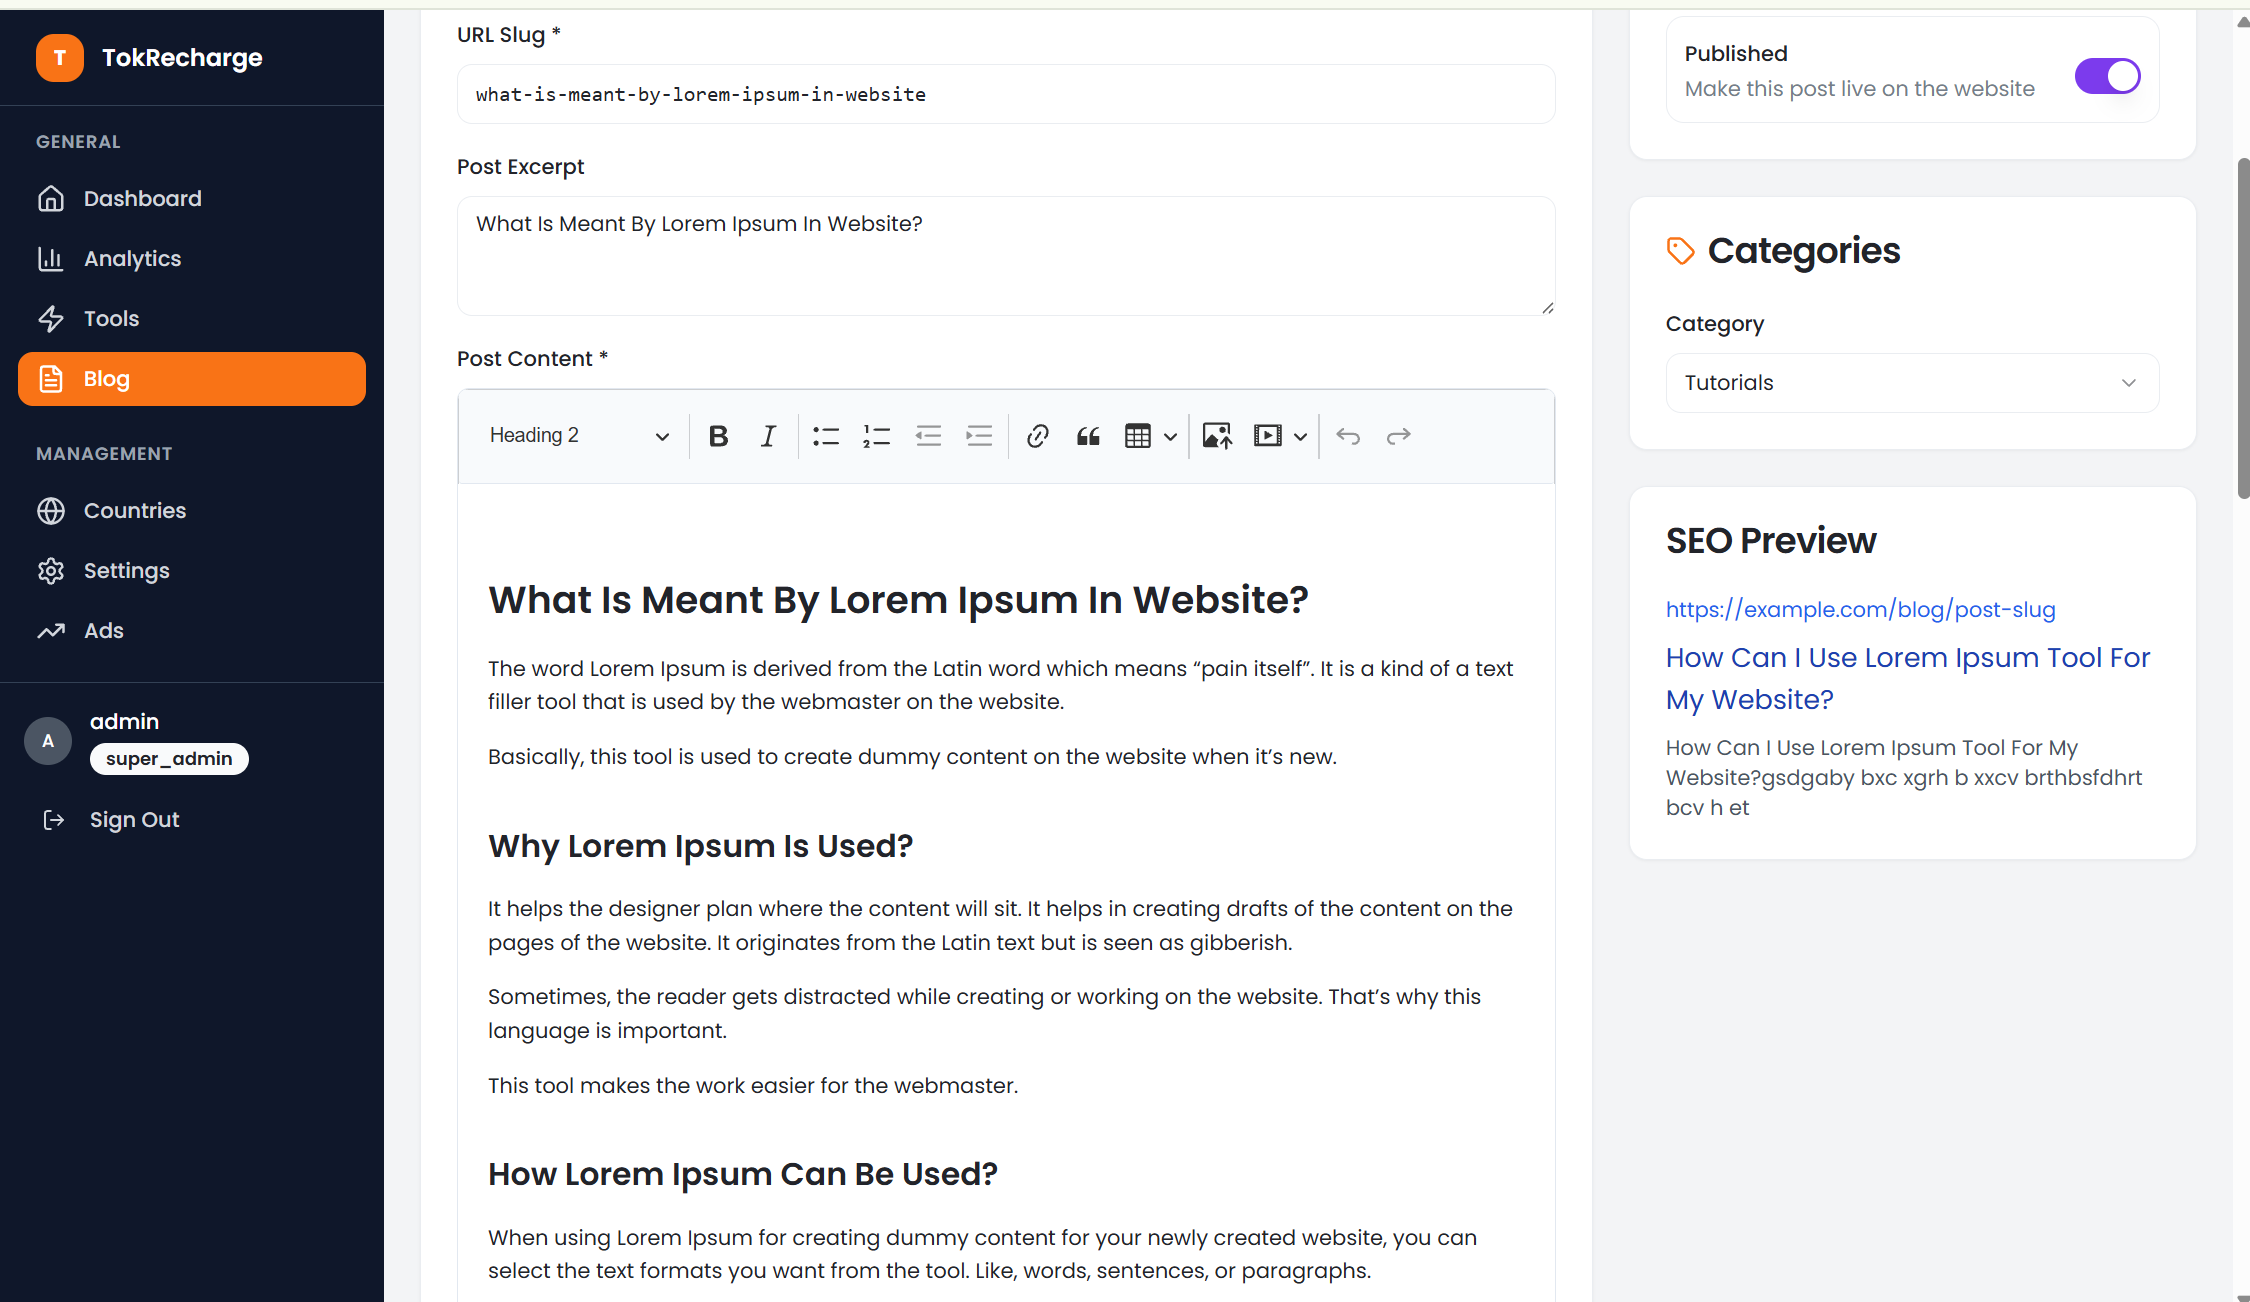 T TokRecharge
GENERAL
Dashboard
Analytics
Tools
Blog
MANAGEMENT
Countries
Settings
Ads
A
admin
super_admin
Sign Out
URL Slug *
what-is-meant-by-lorem-ipsum-in-website
Post Excerpt
What Is Meant By Lorem Ipsum In Website?
Post Content *
Heading 2
What Is Meant By Lorem Ipsum In Website?
The word Lorem Ipsum is derived from the Latin word which means “pain itself”. It is a kind of a text
filler tool that is used by the webmaster on the website.
Basically, this tool is used to create dummy content on the website when it’s new.
Why Lorem Ipsum Is Used?
It helps the designer plan where the content will sit. It helps in creating drafts of the content on the
pages of the website. It originates from the Latin text but is seen as gibberish.
Sometimes, the reader gets distracted while creating or working on the website. That’s why this
language is important.
This tool makes the work easier for the webmaster.
How Lorem Ipsum Can Be Used?
When using Lorem Ipsum for creating dummy content for your newly created website, you can
select the text formats you want from the tool. Like, words, sentences, or paragraphs.
Published
Make this post live on the website
Categories
Category
Tutorials
SEO Preview
https://example.com/blog/post-slug
How Can I Use Lorem Ipsum Tool For
My Website?
How Can I Use Lorem Ipsum Tool For My
Website?gsdgaby bxc xgrh b xxcv brthbsfdhrt
bcv h et